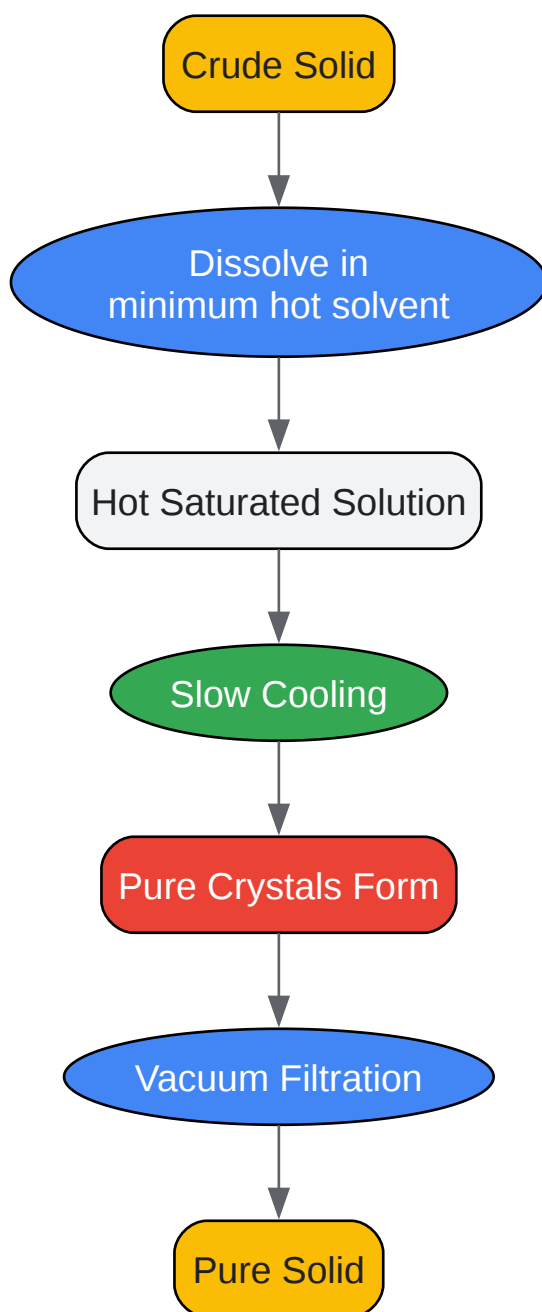 Crude Solid
Dissolve in
minimum hot solvent
Hot Saturated Solution
Slow Cooling
Pure Crystals Form
Vacuum Filtration
Pure Solid